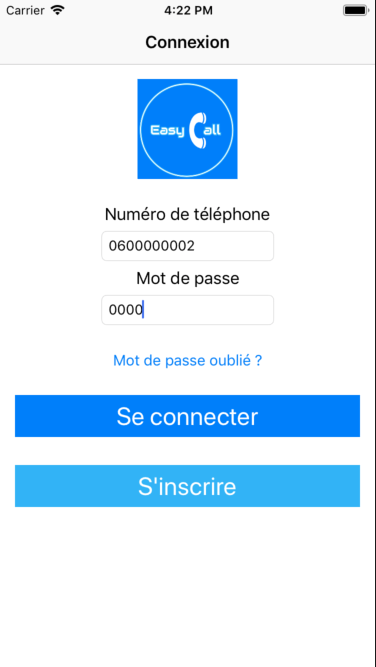 Carrier 4:22 PM
Connexion
Easy Call
Numéro de téléphone
0600000002
Mot de passe
0000
Mot de passe oublié ?
Se connecter
S'inscrire